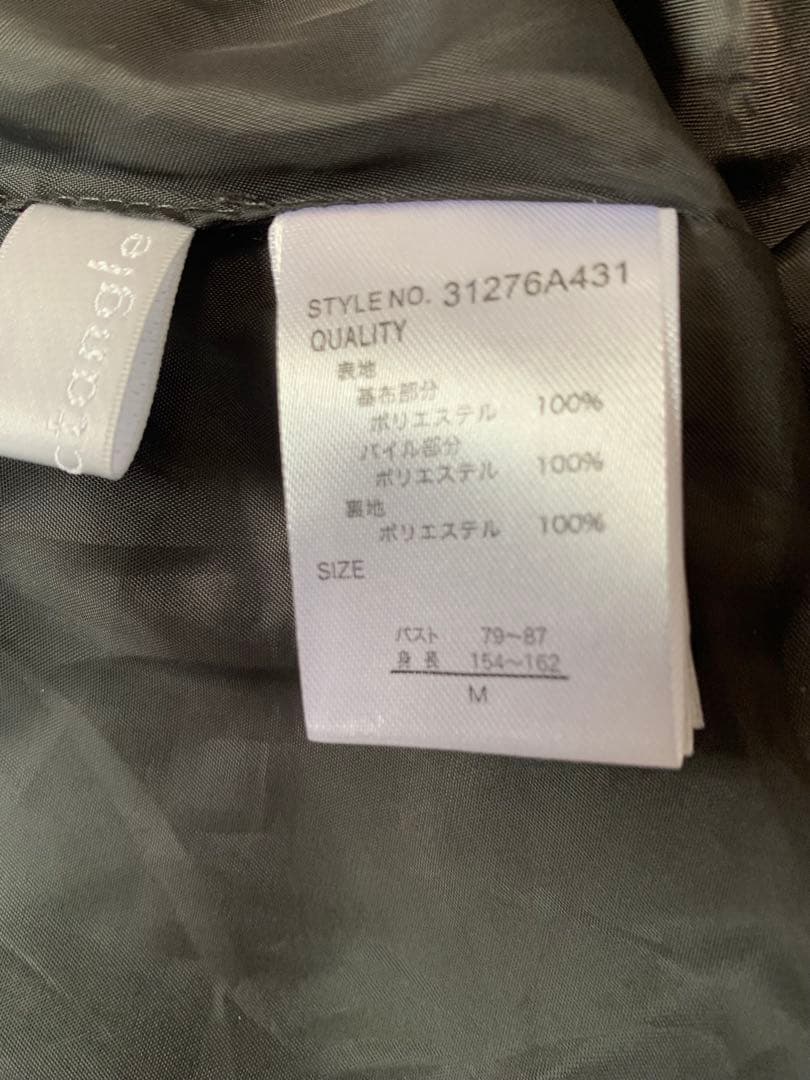 ctangle
STYLE NO. 31276A431
QUALITY
表地
基布部分
ポリエステル 100%
パイル部分
ポリエステル 100%
裏地
ポリエステル 100%
SIZE
バスト 79~87
身長 154~162
M